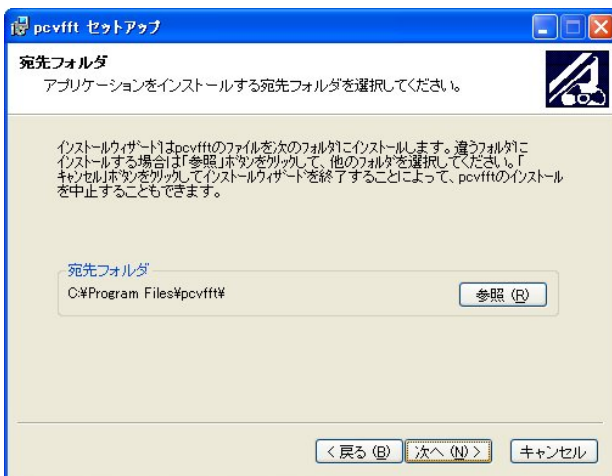 pcvfft セットアップ
宛先フォルダ
アプリケーションをインストールする宛先フォルダを選択してください。
インストールウィザードはpcvfftのファイルを次のフォルダにインストールします。違うフォルダに
インストールする場合は「参照」ボタンをクリックして、他のフォルダを選択してください。「
キャンセル」ボタンをクリックしてインストールウィザードを終了することによって、pcvfftのインストール
を中止することもできます。
宛先フォルダ
C:¥Program Files¥pcvfft¥
参照 (R)
< 戻る (B)
次へ (N) >
キャンセル